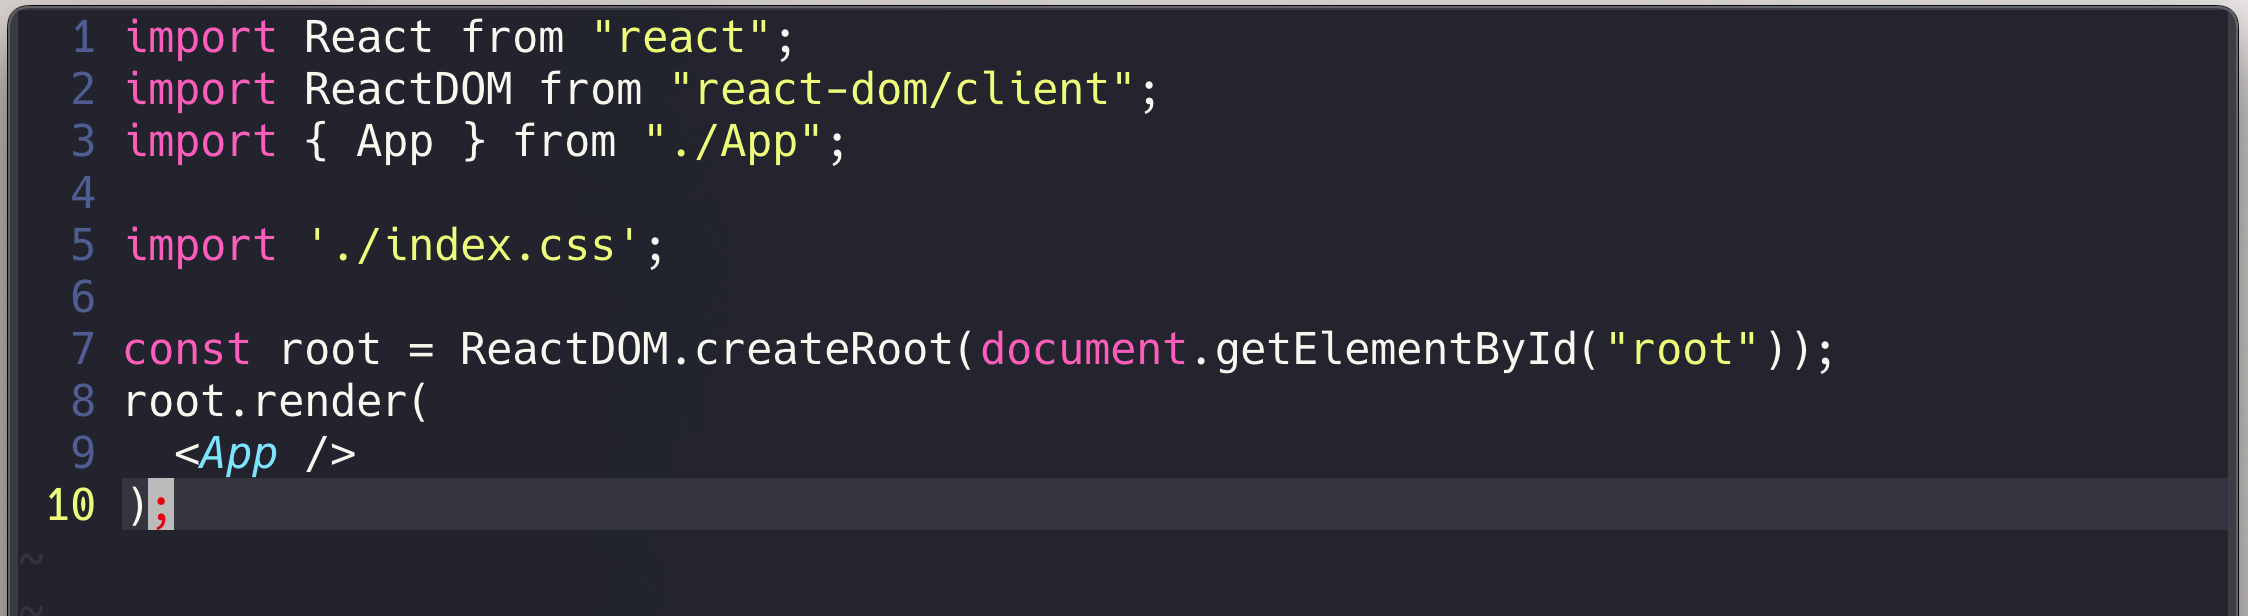 1 import React from "react";
2 import ReactDOM from "react-dom/client";
3 import { App } from "./App";
4
5 import './index.css';
6
7 const root = ReactDOM.createRoot(document.getElementById("root"));
8 root.render(
9   <App />
10 );
~
~